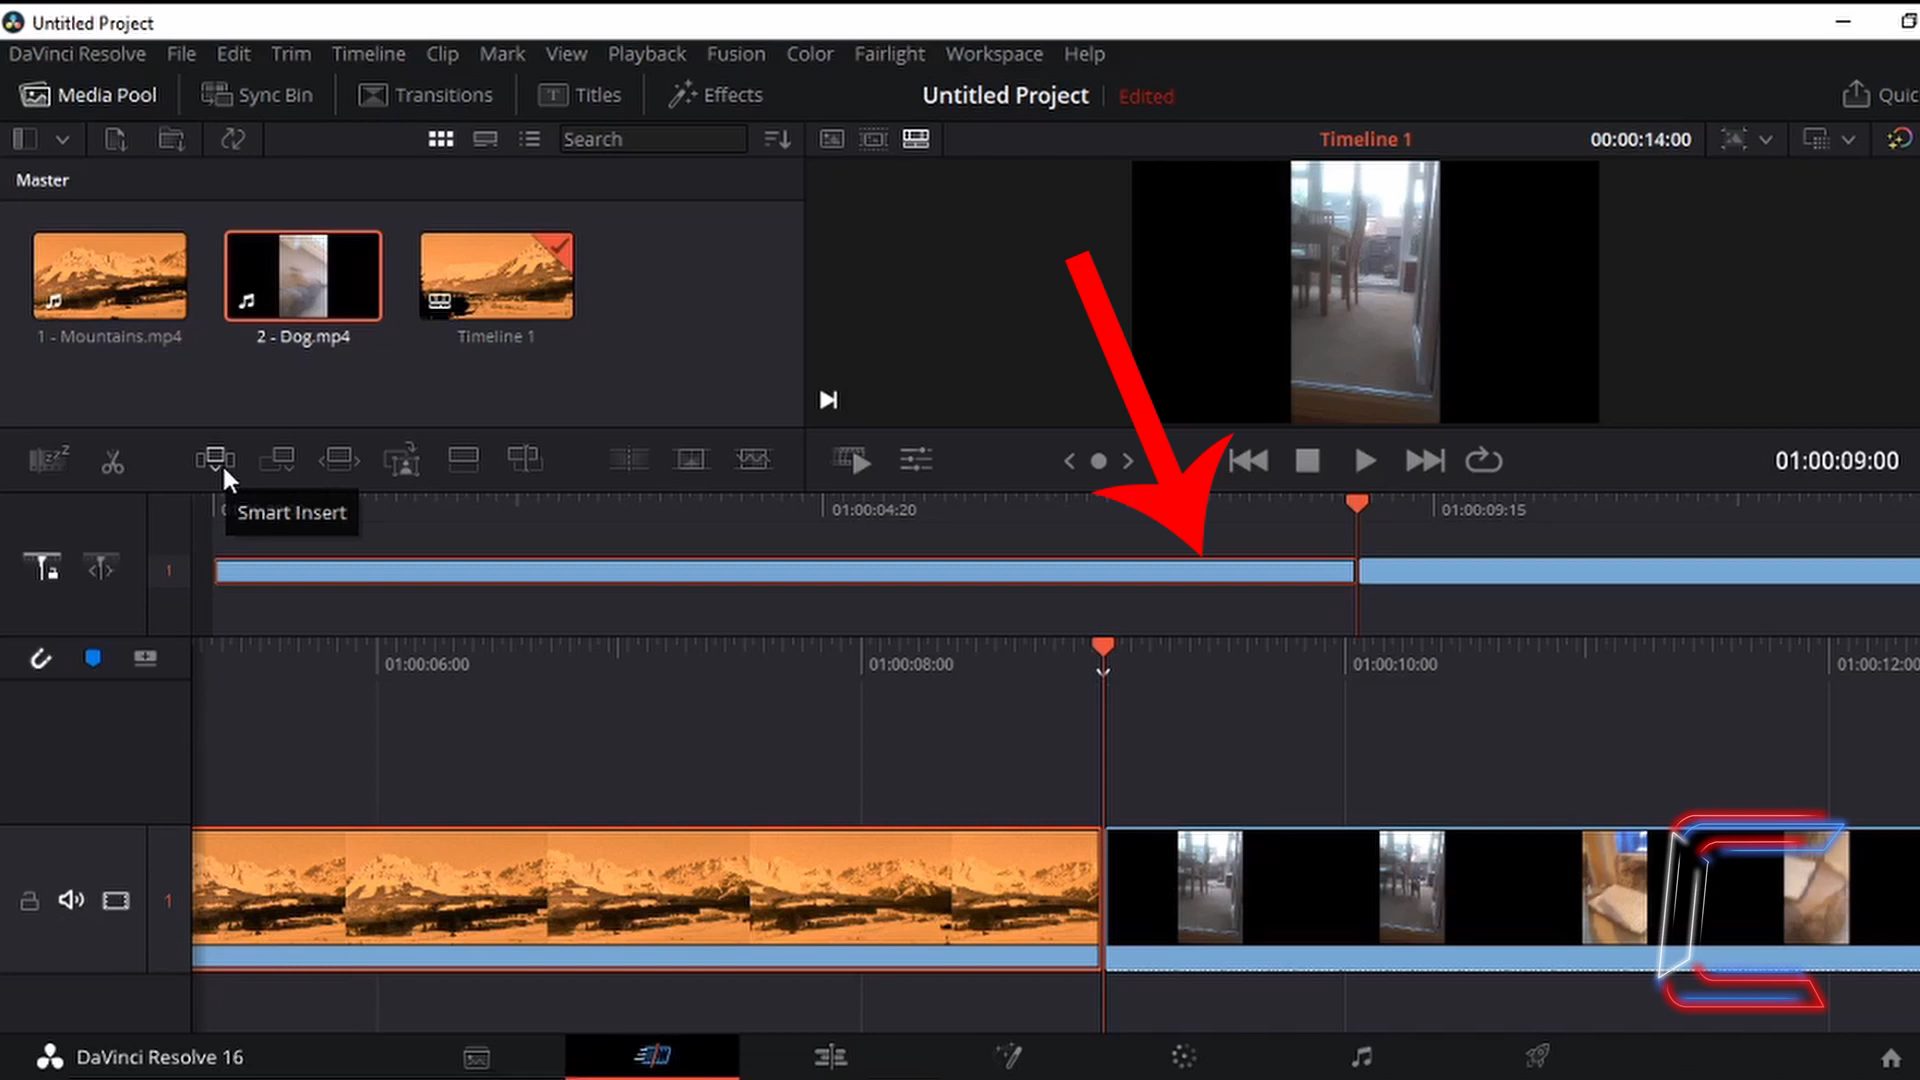 Untitled Project
DaVinci Resolve File Edit Trim Timeline Clip Mark View Playback Fusion Color Fairlight Workspace Help
Media Pool Sync Bin Transitions Titles Effects Untitled Project Edited Quic
Search Timeline 1 00:00:14:00
Master
1 - Mountains.mp4 2 - Dog.mp4 Timeline 1
01:00:09:00
Smart Insert 01:00:04:20 01:00:09:15
1
01:00:06:00 01:00:08:00 01:00:10:00 01:00:12:00
1
DaVinci Resolve 16